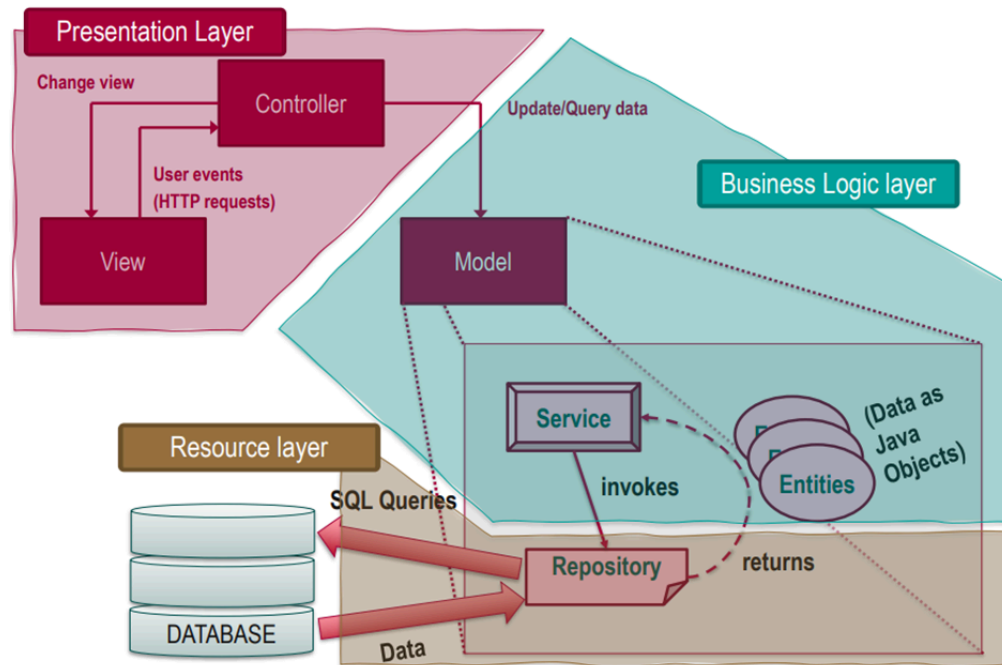 Presentation Layer
Change view
Controller
Update/Query data
User events
(HTTP requests)
Business Logic layer
View
Model
Service
(Data as
Java
Objects)
E
E
Entities
Resource layer
SQL Queries
invokes
Repository
returns
DATABASE
Data